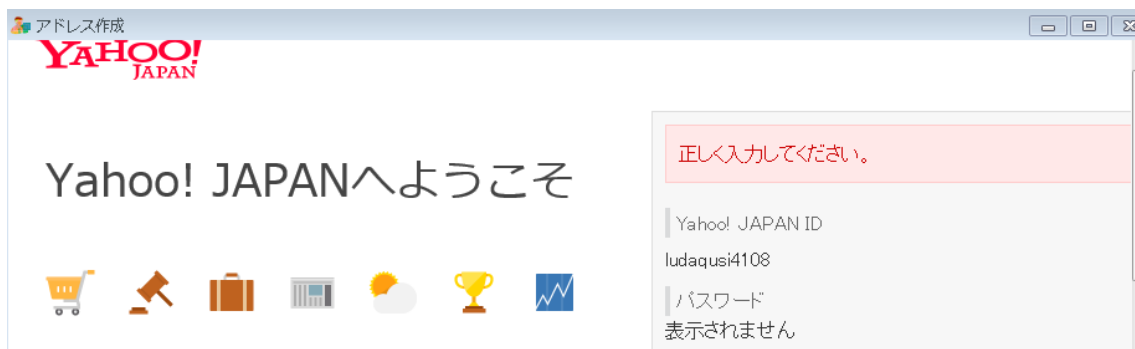 アドレス作成
YAHOO!
JAPAN
Yahoo! JAPANへようこそ
正しく入力してください。
Yahoo! JAPAN ID
ludaqusi4108
パスワード
表示されません